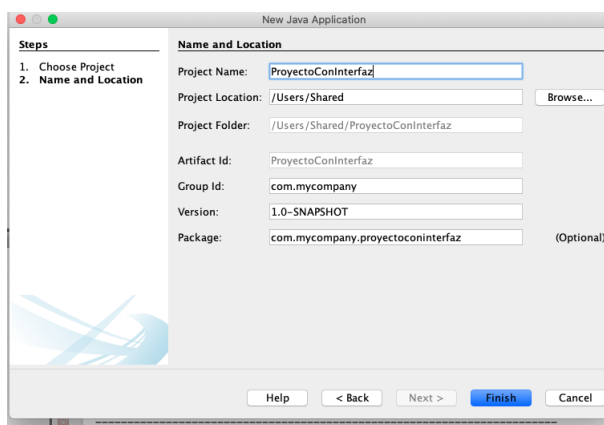 New Java Application
Steps
1. Choose Project
2. Name and Location
Name and Location
Project Name: ProyectoConInterfaz
Project Location: /Users/Shared Browse...
Project Folder: /Users/Shared/ProyectoConInterfaz
Artifact Id: ProyectoConInterfaz
Group Id: com.mycompany
Version: 1.0-SNAPSHOT
Package: com.mycompany.proyectoconinterfaz (Optional)
Help < Back Next > Finish Cancel